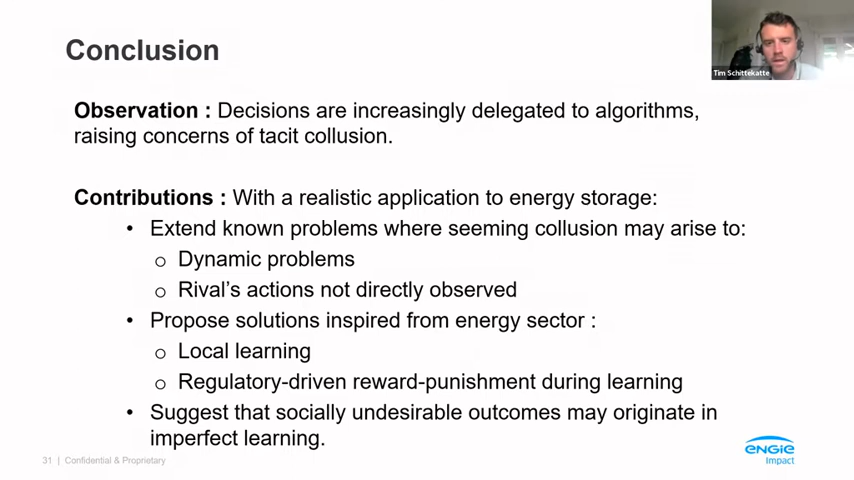 Conclusion
Tim Schittekatte
Observation : Decisions are increasingly delegated to algorithms,
raising concerns of tacit collusion.
Contributions : With a realistic application to energy storage:
• Extend known problems where seeming collusion may arise to:
o Dynamic problems
o Rival's actions not directly observed
• Propose solutions inspired from energy sector :
o Local learning
o Regulatory-driven reward-punishment during learning
• Suggest that socially undesirable outcomes may originate in
imperfect learning.
31 | Confidential & Proprietary
ENGIE
Impact